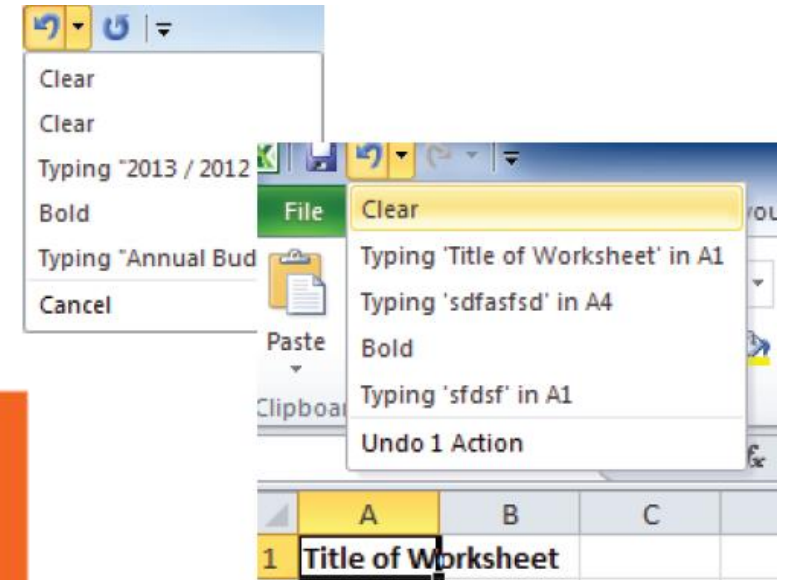 Clear
Clear
Typing "2013 / 2012
Bold
Typing "Annual Bud
Cancel
File
Clear
Typing 'Title of Worksheet' in A1
Typing 'sdfasfsd' in A4
Bold
Typing 'sfdsf' in A1
Undo 1 Action
Paste
fx
A B C
1 Title of Worksheet